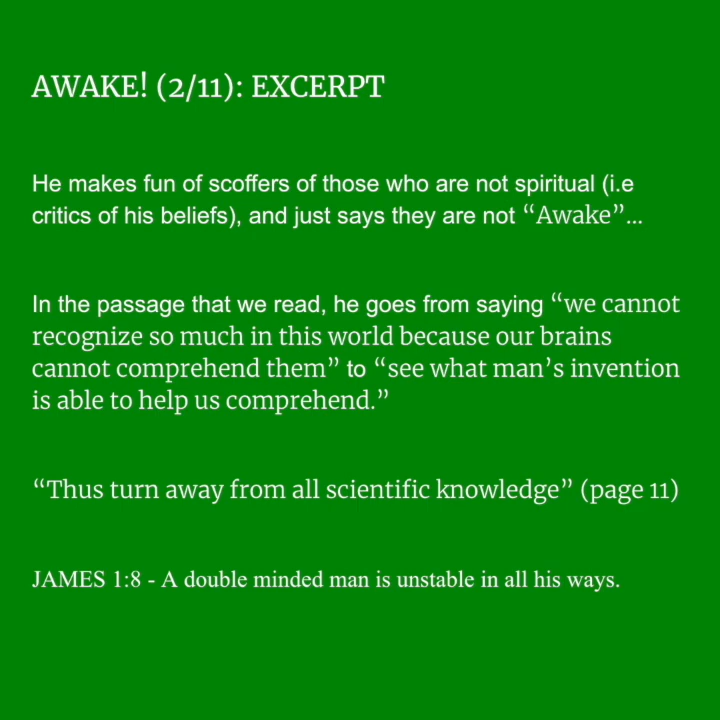 AWAKE! (2/11): EXCERPT
He makes fun of scoffers of those who are not spiritual (i.e
critics of his beliefs), and just says they are not “Awake”...
In the passage that we read, he goes from saying “we cannot
recognize so much in this world because our brains
cannot comprehend them” to “see what man’s invention
is able to help us comprehend.”
“Thus turn away from all scientific knowledge” (page 11)
JAMES 1:8 - A double minded man is unstable in all his ways.